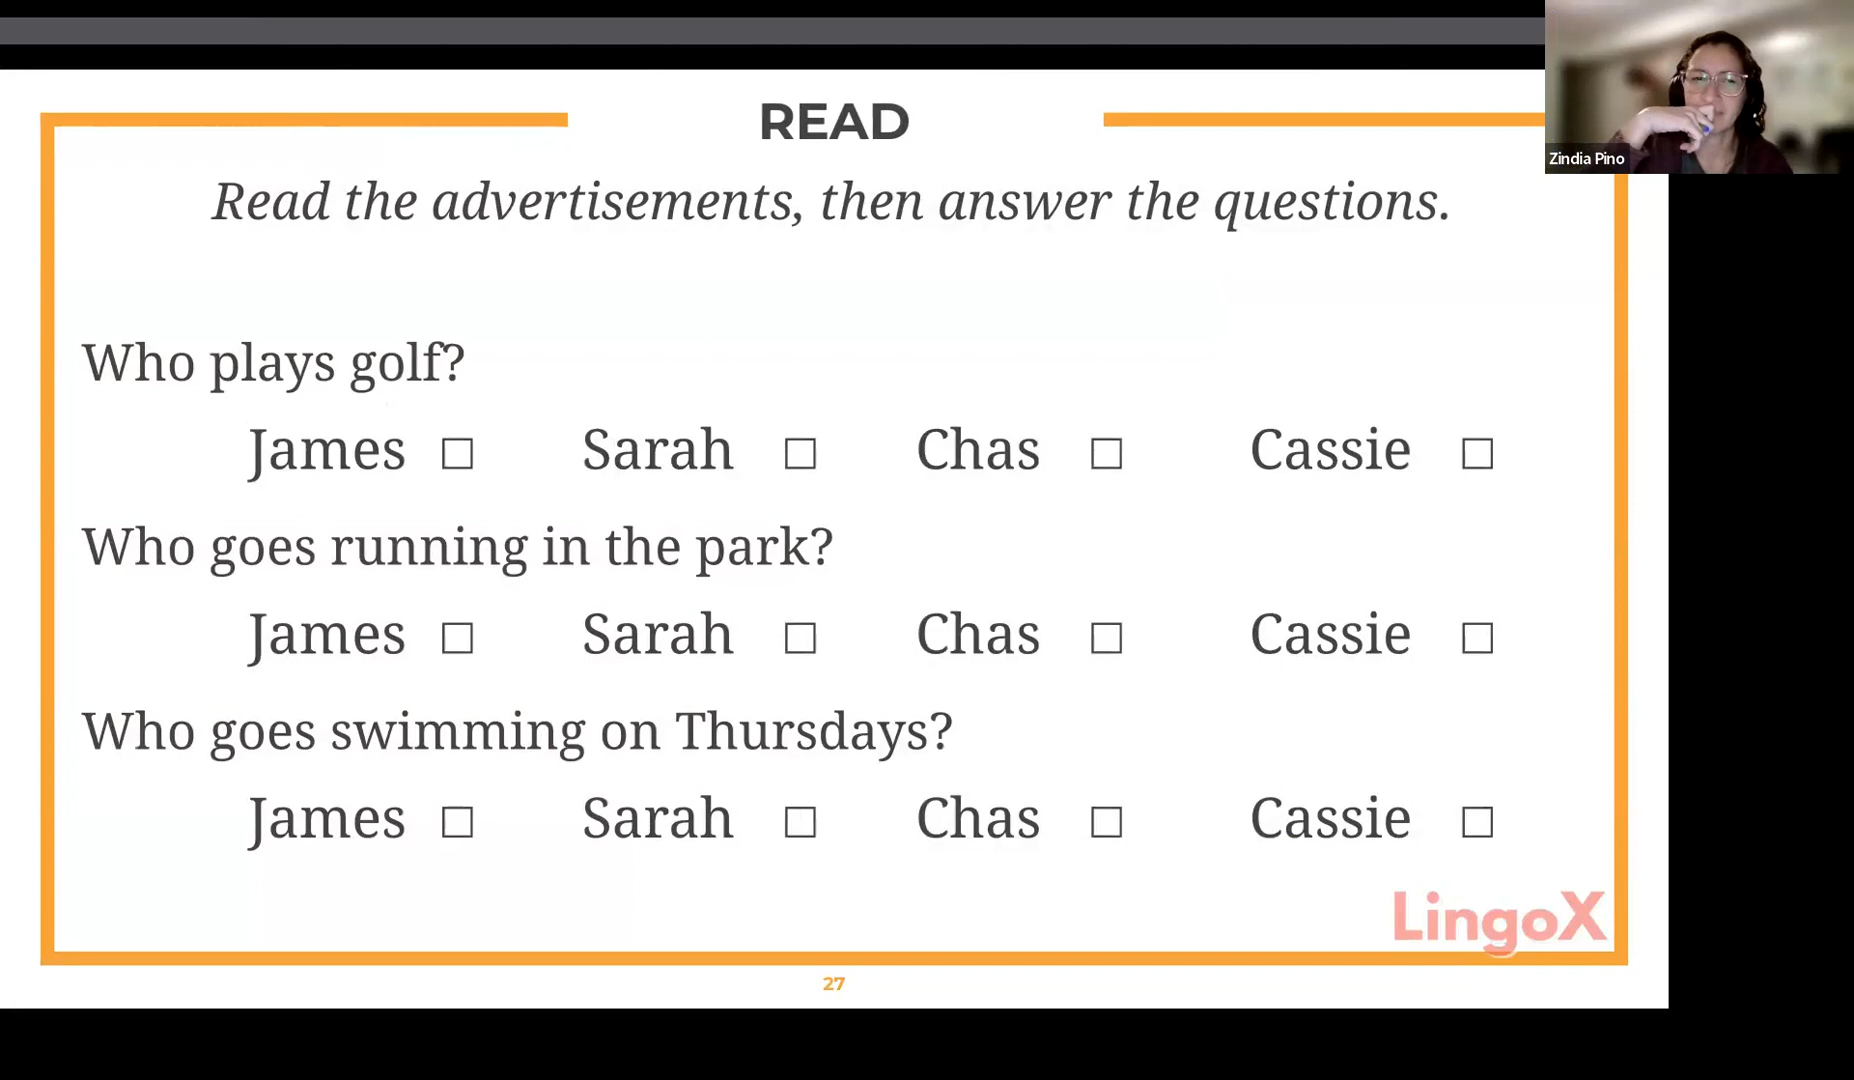 READ
Read the advertisements, then answer the questions.
Who plays golf?
James □ Sarah □ Chas □ Cassie □
Who goes running in the park?
James □ Sarah □ Chas □ Cassie □
Who goes swimming on Thursdays?
James □ Sarah □ Chas □ Cassie □
LingoX
27
Zindia Pino